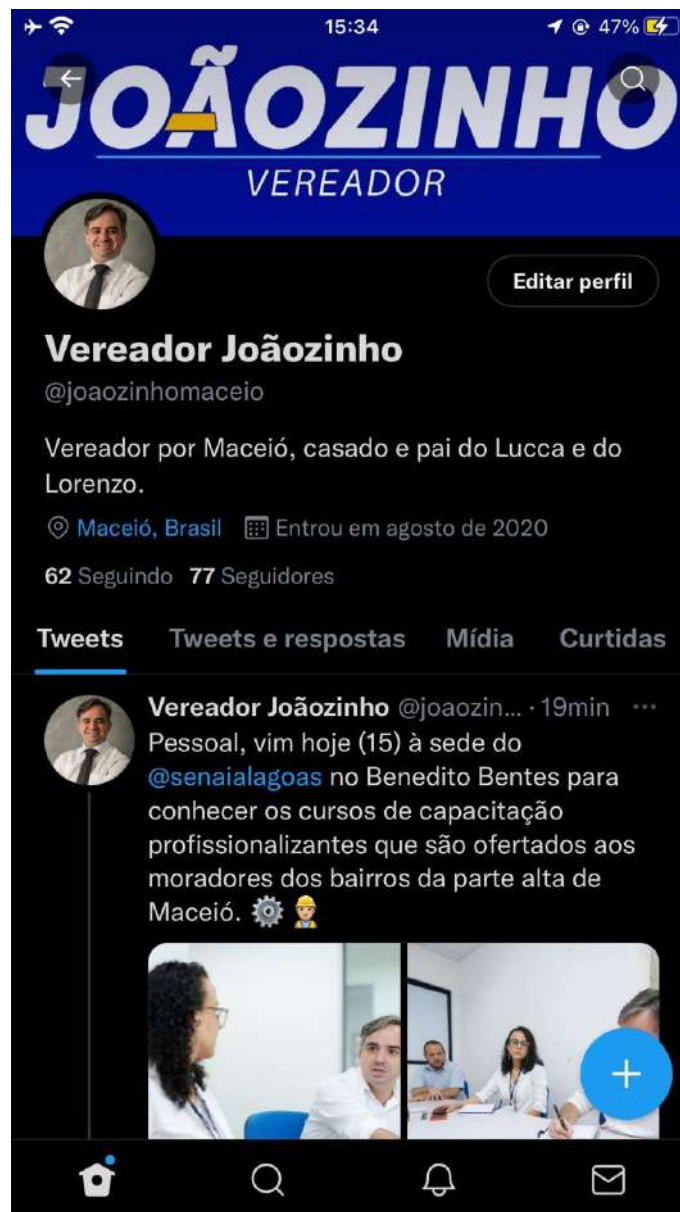 15:34
47%
JOÃOZINHO
VEREADOR
Editar perfil
Vereador Joãozinho
@joaozinhomaceio
Vereador por Maceió, casado e pai do Lucca e do
Lorenzo.
Maceió, Brasil Entrou em agosto de 2020
62 Seguindo 77 Seguidores
Tweets Tweets e respostas Mídia Curtidas
Vereador Joãozinho @joaozin... · 19min
Pessoal, vim hoje (15) à sede do
@senaialagoas no Benedito Bentes para
conhecer os cursos de capacitação
profissionalizantes que são ofertados aos
moradores dos bairros da parte alta de
Maceió.